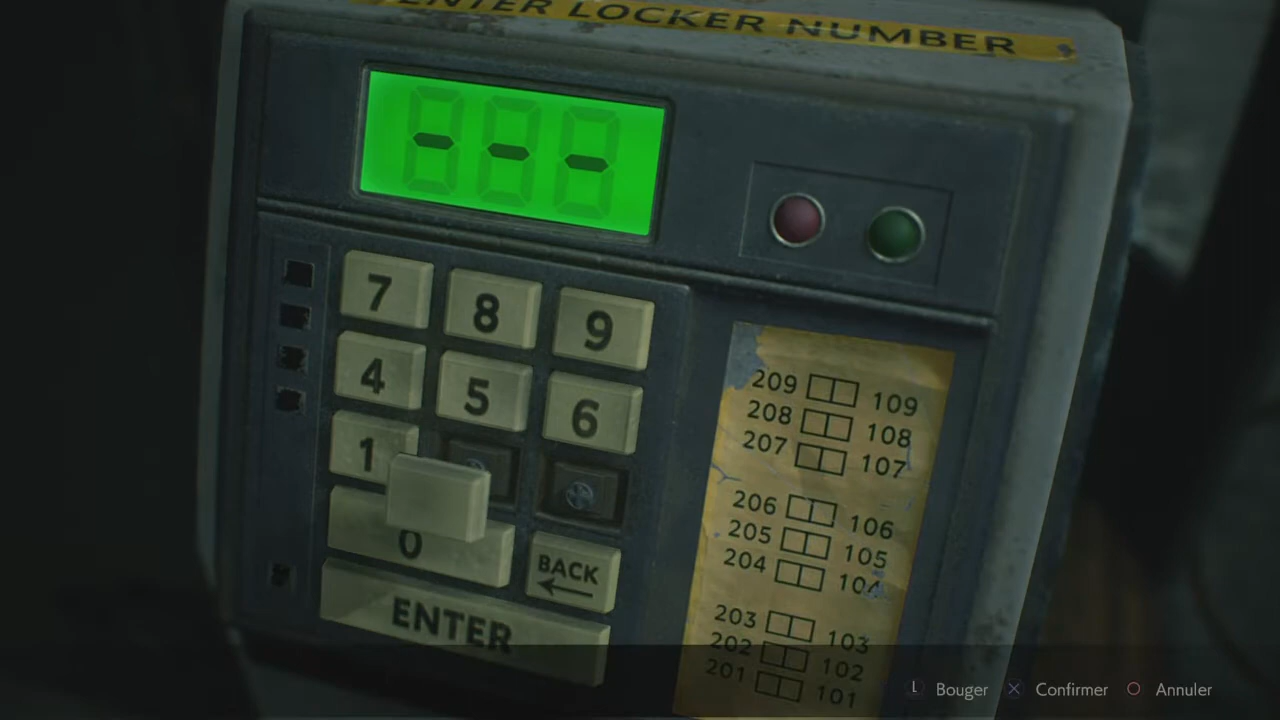 ENTER LOCKER NUMBER
- - -
7 8 9
4 5 6
1
0 BACK
ENTER
209 109
208 108
207 107
206 106
205 105
204 104
203 103
202 102
201 101
L Bouger Confirmer Annuler